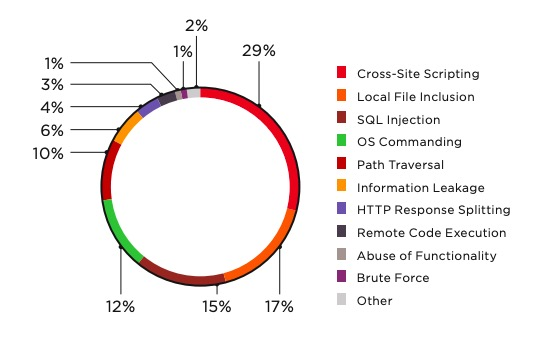 2%
1%
29%
1%
3%
4%
6%
10%
12%
15%
17%
Cross-Site Scripting
Local File Inclusion
SQL Injection
OS Commanding
Path Traversal
Information Leakage
HTTP Response Splitting
Remote Code Execution
Abuse of Functionality
Brute Force
Other